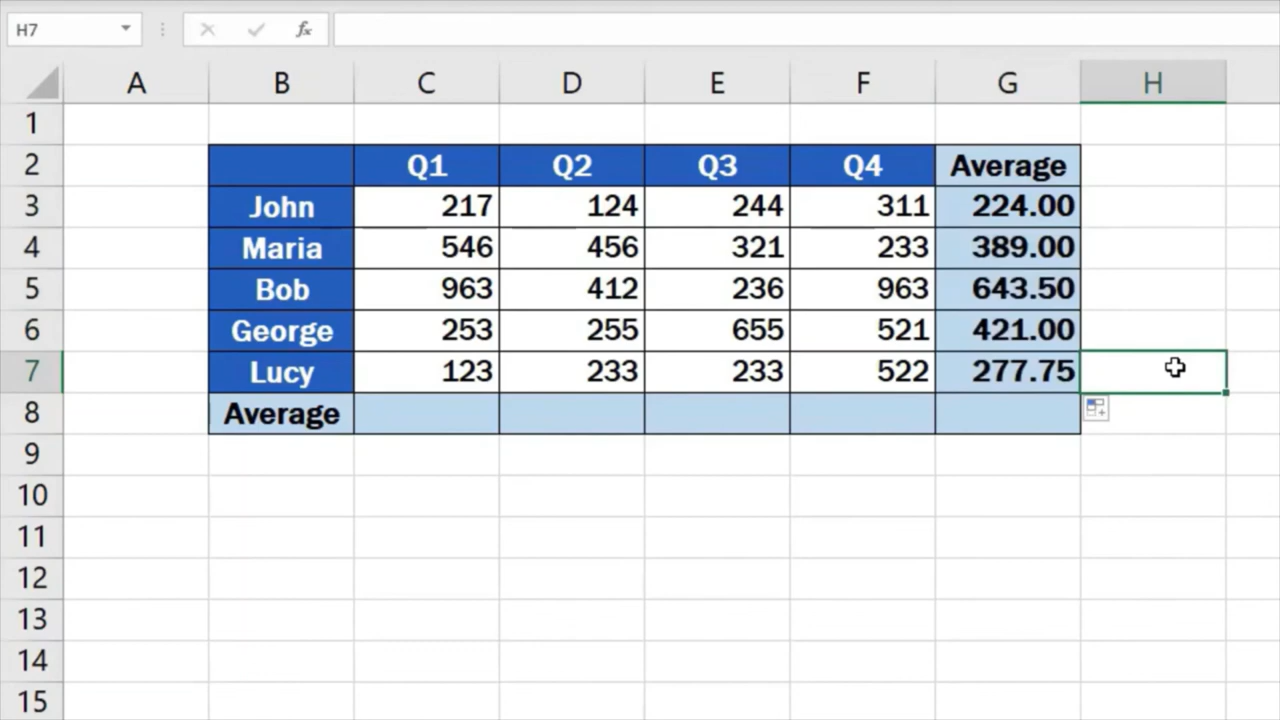 H7 fx
A B C D E F G H
1
2 Q1 Q2 Q3 Q4 Average
3 John 217 124 244 311 224.00
4 Maria 546 456 321 233 389.00
5 Bob 963 412 236 963 643.50
6 George 253 255 655 521 421.00
7 Lucy 123 233 233 522 277.75
8 Average
9
10
11
12
13
14
15